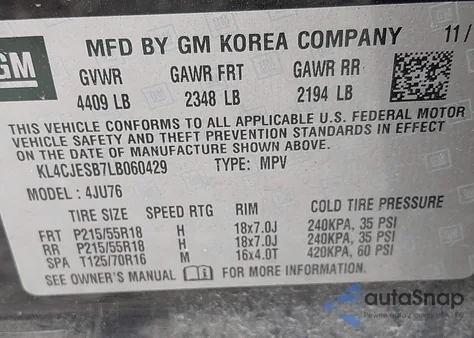 GM
MFD BY GM KOREA COMPANY 11/
GVWR GAWR FRT GAWR RR
4409 LB 2348 LB 2194 LB
THIS VEHICLE CONFORMS TO ALL APPLICABLE U.S. FEDERAL MOTOR
VEHICLE SAFETY AND THEFT PREVENTION STANDARDS IN EFFECT
ON THE DATE OF MANUFACTURE SHOWN ABOVE.
KL4CJESB7LB060429 TYPE: MPV
MODEL: 4JU76
TIRE SIZE SPEED RTG RIM COLD TIRE PRESSURE
FRT P215/55R18 H 18x7.0J 240KPA, 35 PSI
RR P215/55R18 H 18x7.0J 240KPA, 35 PSI
SPA T125/70R16 M 16x4.0T 420KPA, 60 PSI
SEE OWNER'S MANUAL FOR MORE INFORMATION.
autoSnap